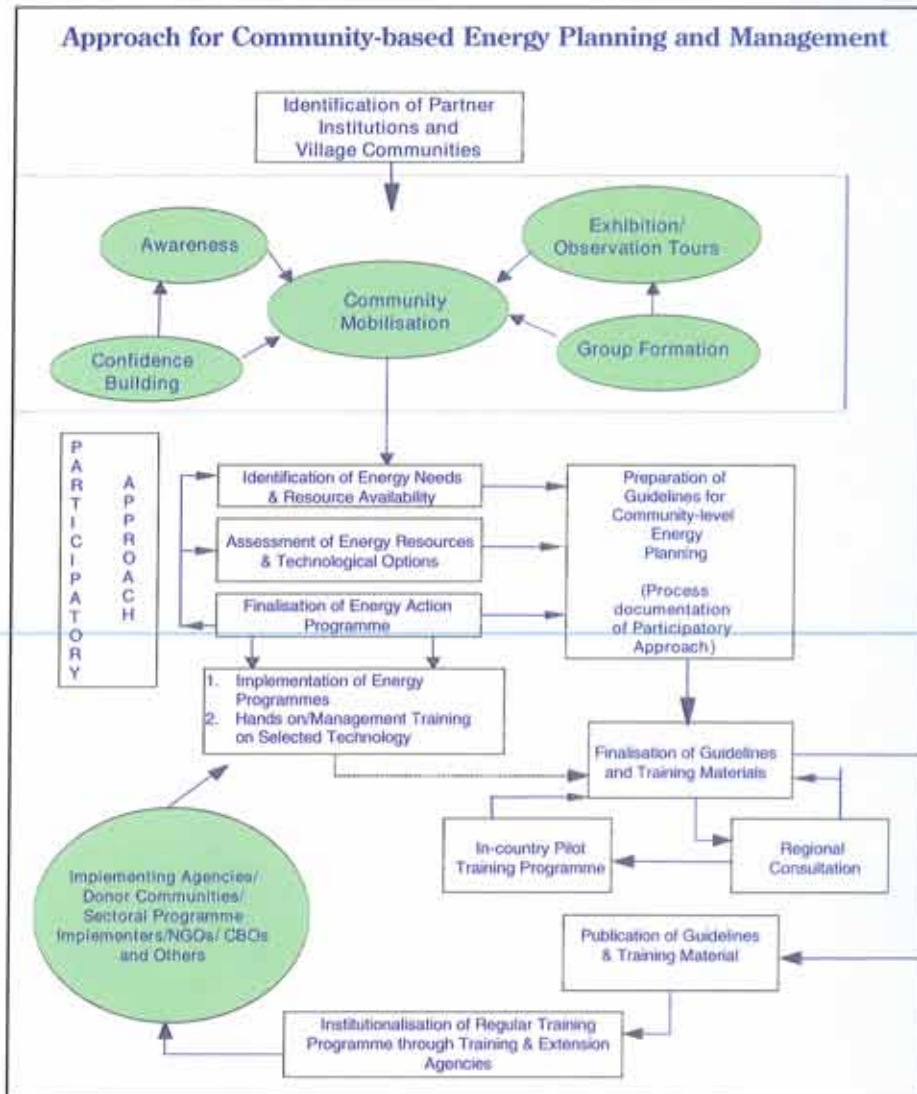 Approach for Community-based Energy Planning and Management
Identification of Partner
Institutions and
Village Communities
Awareness
Exhibition/
Observation Tours
Community
Mobilisation
Confidence
Building
Group Formation
PARTICIPATORY
APPROACH
Identification of Energy Needs
& Resource Availability
Assessment of Energy Resources
& Technological Options
Finalisation of Energy Action
Programme
Preparation of
Guidelines for
Community-level
Energy
Planning
(Process
documentation
of Participatory
Approach)
1. Implementation of Energy
Programmes
2. Hands on/Management Training
on Selected Technology
Finalisation of Guidelines
and Training Materials
In-country Pilot
Training Programme
Regional
Consultation
Implementing Agencies/
Donor Communities/
Sectoral Programme
Implementers/NGOs/ CBOs
and Others
Publication of Guidelines
& Training Material
Institutionalisation of Regular Training
Programme through Training & Extension
Agencies